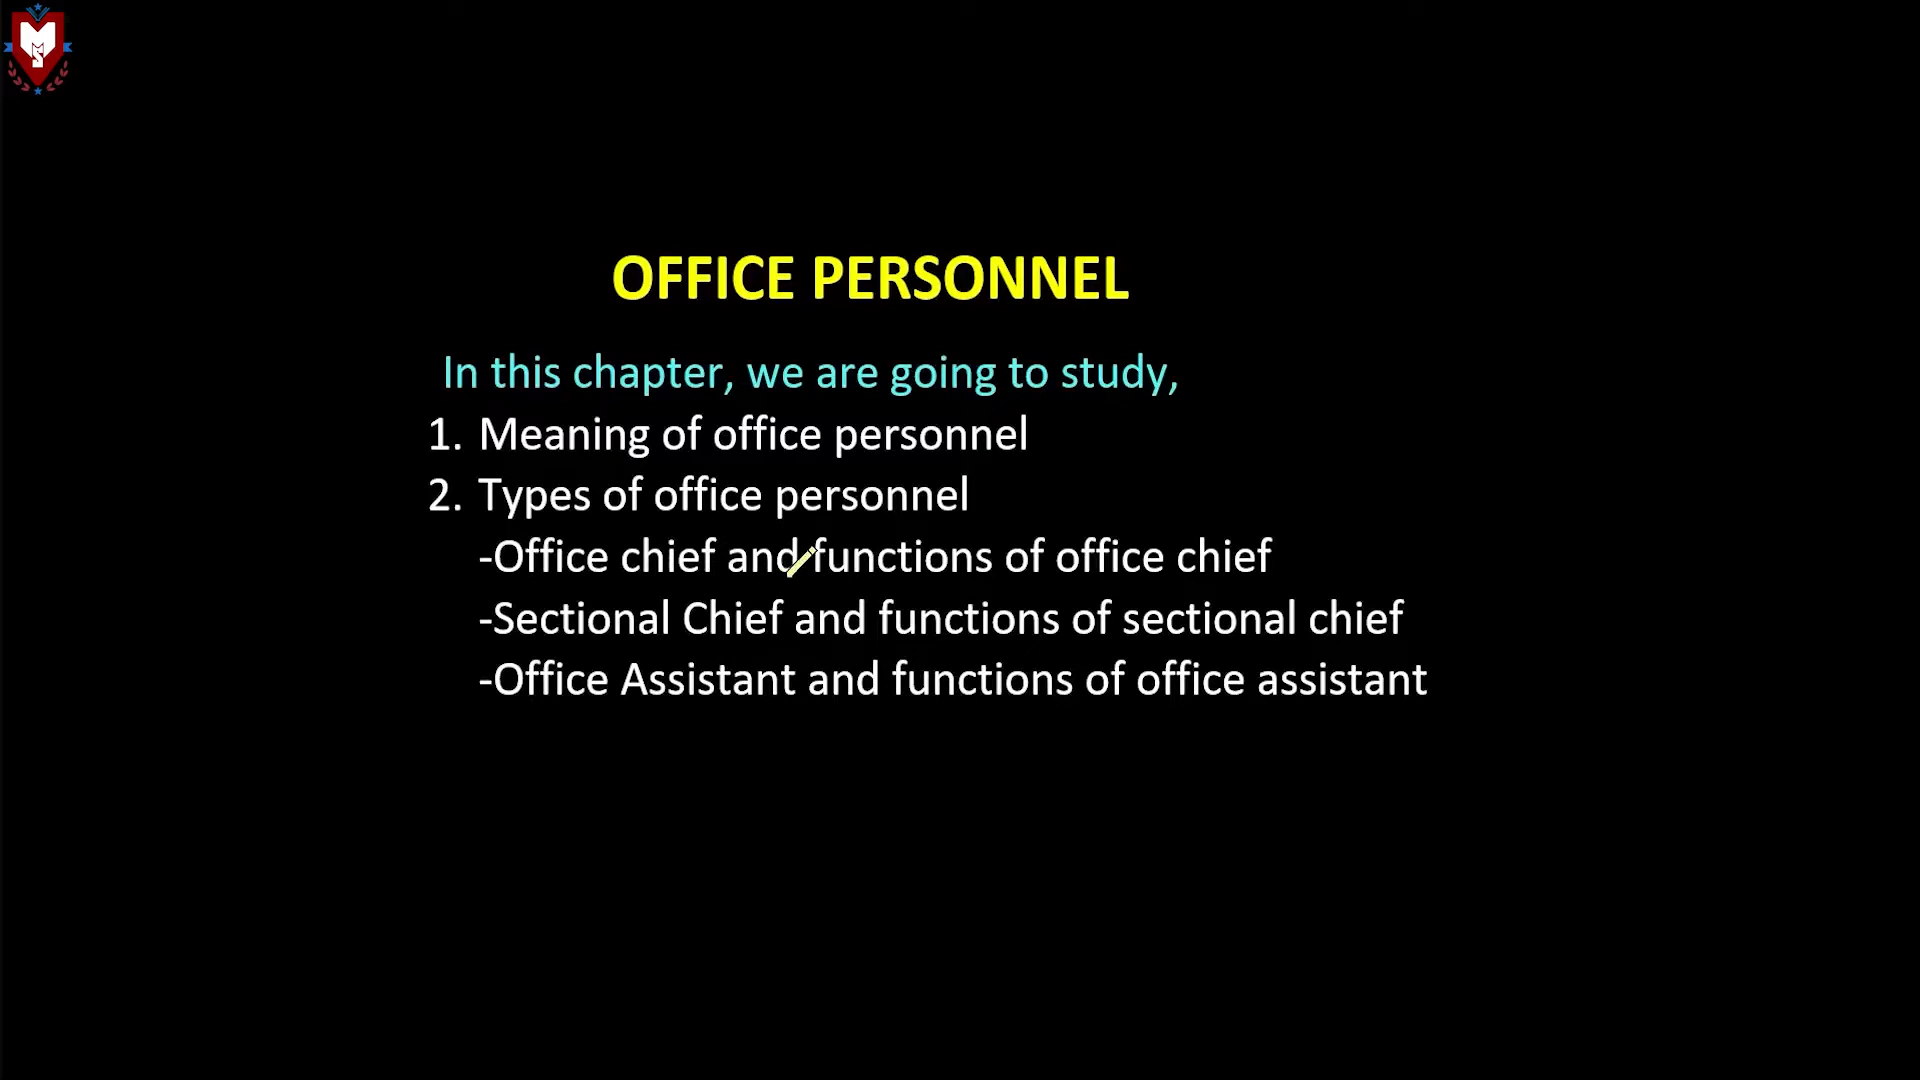 OFFICE PERSONNEL
In this chapter, we are going to study,
1. Meaning of office personnel
2. Types of office personnel
-Office chief and functions of office chief
-Sectional Chief and functions of sectional chief
-Office Assistant and functions of office assistant